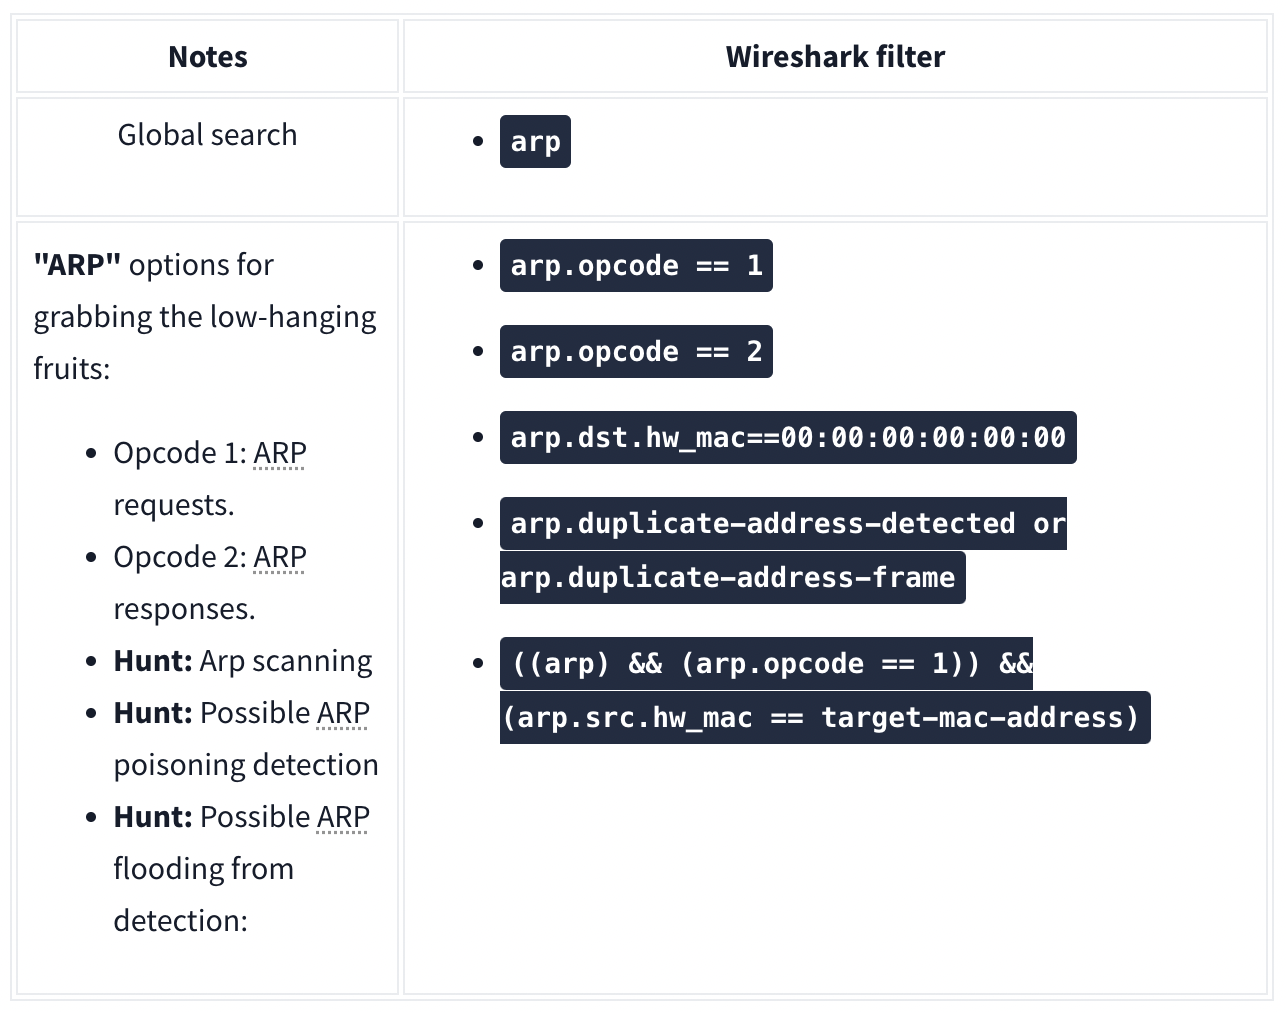 Notes
Wireshark filter
Global search
• arp
"ARP" options for
grabbing the low-hanging
fruits:
• Opcode 1: ARP
requests.
• Opcode 2: ARP
responses.
• Hunt: Arp scanning
• Hunt: Possible ARP
poisoning detection
• Hunt: Possible ARP
flooding from
detection:
• arp.opcode == 1
• arp.opcode == 2
• arp.dst.hw_mac==00:00:00:00:00:00
• arp.duplicate-address-detected or
arp.duplicate-address-frame
• ((arp) && (arp.opcode == 1)) &&
(arp.src.hw_mac == target-mac-address)